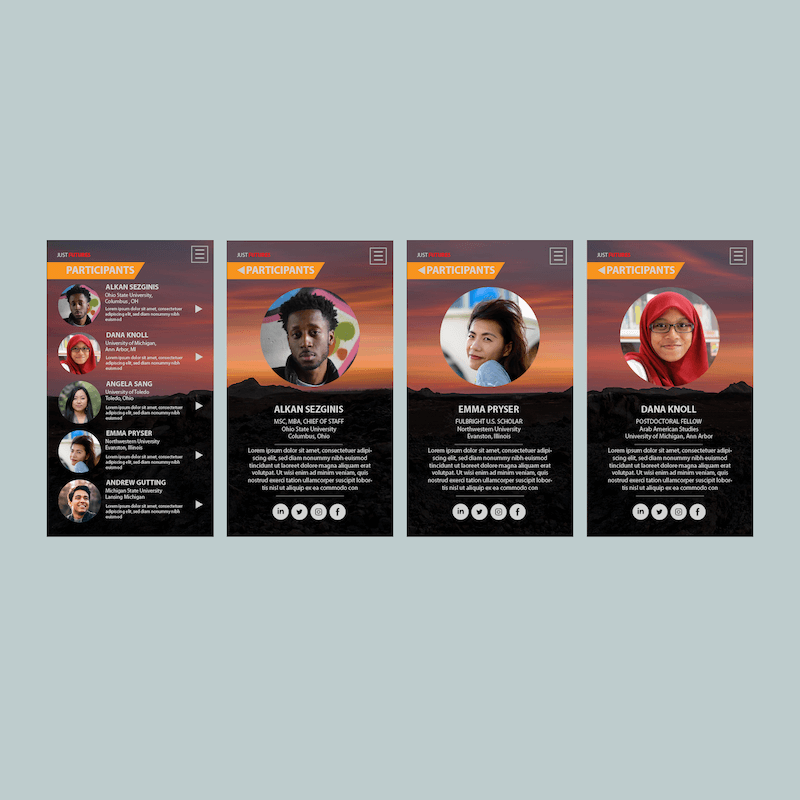 JUST
PARTICIPANTS
ALKAN SEZGINIS
Ohio State University,
Columbus , OH
Lorem ipsum dolor sit amet, consectetuer
adipiscing elit, sed diam nonummy nibh
euismod
DANA KNOLL
University of Michigan,
Ann Arbor, MI
Lorem ipsum dolor sit amet, consectetuer
adipiscing elit, sed diam nonummy nibh
euismod
ANGELA SANG
University of Toledo
Toledo, Ohio
Lorem ipsum dolor sit amet, consectetuer
adipiscing elit, sed diam nonummy nibh
euismod
EMMA PRYSER
Northwestern University
Evanston, Illinois
Lorem ipsum dolor sit amet, consectetuer
adipiscing elit, sed diam nonummy nibh
euismod
ANDREW GUTTING
Michigan State University
Lansing Michigan
Lorem ipsum dolor sit amet, consectetuer
adipiscing elit, sed diam nonummy nibh
euismod
JUST
PARTICIPANTS
ALKAN SEZGINIS
MSC, MBA, CHIEF OF STAFF
Ohio State University
Columbus, Ohio
Lorem ipsum dolor sit amet, consectetuer adipi-
scing elit, sed diam nonummy nibh euismod
tincidunt ut laoreet dolore magna aliquam erat
volutpat. Ut wisi enim ad minim veniam, quis
nostrud exerci tation ullamcorper suscipit lobor-
tis nisl ut aliquip ex ea commodo con
in
f
JUST
PARTICIPANTS
EMMA PRYSER
FULBRIGHT U.S. SCHOLAR
Northwestern University
Evanston, Illinois
Lorem ipsum dolor sit amet, consectetuer adipi-
scing elit, sed diam nonummy nibh euismod
tincidunt ut laoreet dolore magna aliquam erat
volutpat. Ut wisi enim ad minim veniam, quis
nostrud exerci tation ullamcorper suscipit lobor-
tis nisl ut aliquip ex ea commodo con
in
f
JUST
PARTICIPANTS
DANA KNOLL
POSTDOCTORAL FELLOW
Arab American Studies
University of Michigan, Ann Arbor
Lorem ipsum dolor sit amet, consectetuer adipi-
scing elit, sed diam nonummy nibh euismod
tincidunt ut laoreet dolore magna aliquam erat
volutpat. Ut wisi enim ad minim veniam, quis
nostrud exerci tation ullamcorper suscipit lobor-
tis nisl ut aliquip ex ea commodo con
in
f